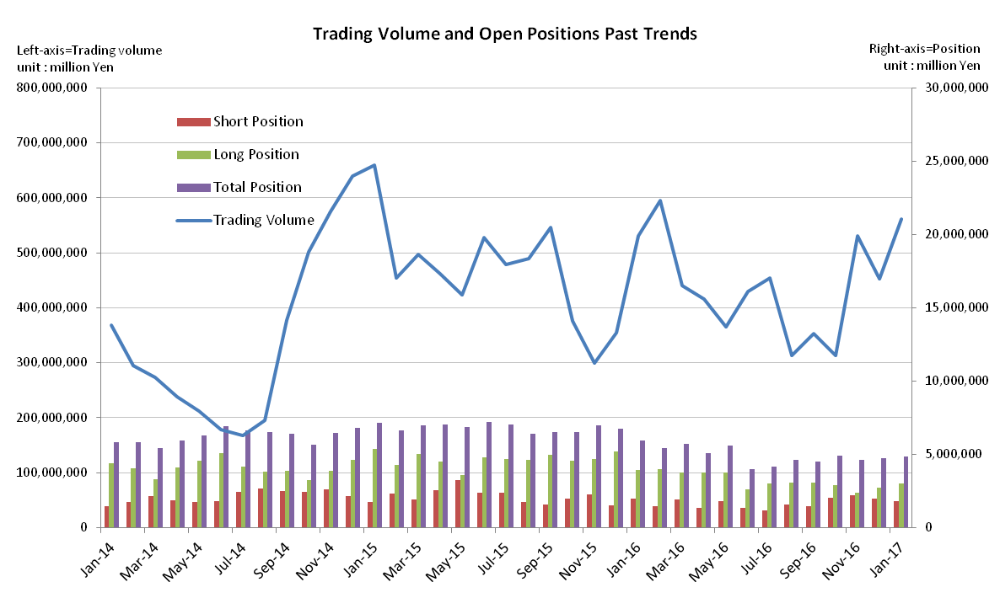 Trading Volume and Open Positions Past Trends
Left-axis=Trading volume
unit : million Yen
Right-axis=Position
unit : million Yen
800,000,000
700,000,000
600,000,000
500,000,000
400,000,000
300,000,000
200,000,000
100,000,000
0
Short Position
Long Position
Total Position
Trading Volume
30,000,000
25,000,000
20,000,000
15,000,000
10,000,000
5,000,000
0
Jan-14
Mar-14
May-14
Jul-14
Sep-14
Nov-14
Jan-15
Mar-15
May-15
Jul-15
Sep-15
Nov-15
Jan-16
Mar-16
May-16
Jul-16
Sep-16
Nov-16
Jan-17